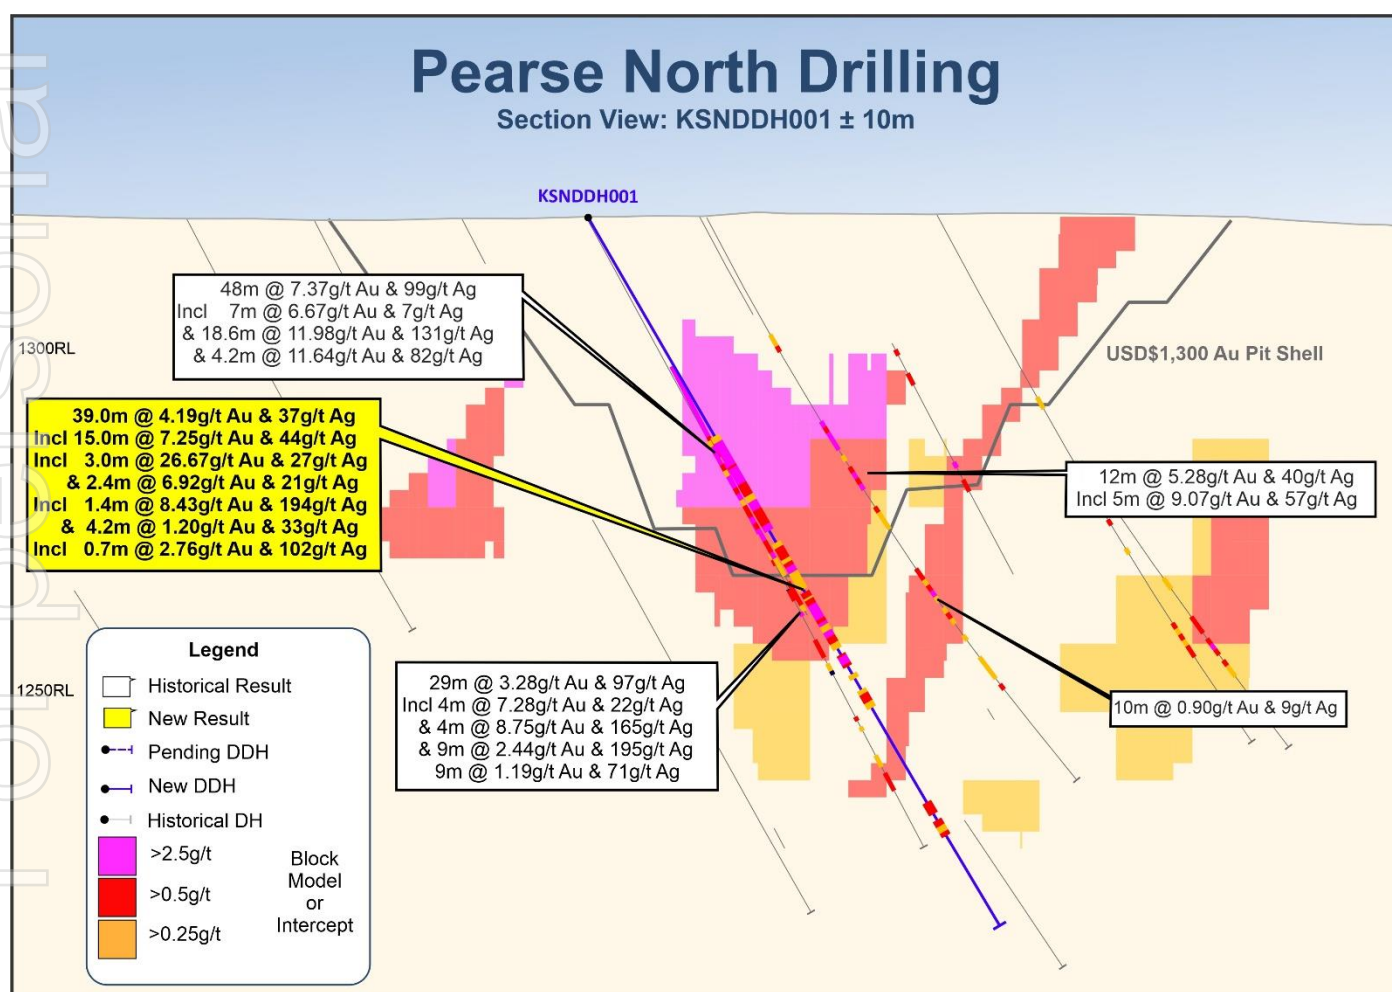 Pearse North Drilling
Section View: KSNDDH001 ± 10m
KSNDDH001
48m @ 7.37g/t Au & 99g/t Ag
Incl 7m @ 6.67g/t Au & 7g/t Ag
& 18.6m @ 11.98g/t Au & 131g/t Ag
& 4.2m @ 11.64g/t Au & 82g/t Ag
1300RL
USD$1,300 Au Pit Shell
39.0m @ 4.19g/t Au & 37g/t Ag
Incl 15.0m @ 7.25g/t Au & 44g/t Ag
Incl 3.0m @ 26.67g/t Au & 27g/t Ag
& 2.4m @ 6.92g/t Au & 21g/t Ag
Incl 1.4m @ 8.43g/t Au & 194g/t Ag
& 4.2m @ 1.20g/t Au & 33g/t Ag
Incl 0.7m @ 2.76g/t Au & 102g/t Ag
12m @ 5.28g/t Au & 40g/t Ag
Incl 5m @ 9.07g/t Au & 57g/t Ag
1250RL
29m @ 3.28g/t Au & 97g/t Ag
Incl 4m @ 7.28g/t Au & 22g/t Ag
& 4m @ 8.75g/t Au & 165g/t Ag
& 9m @ 2.44g/t Au & 195g/t Ag
9m @ 1.19g/t Au & 71g/t Ag
10m @ 0.90g/t Au & 9g/t Ag
Legend
Historical Result
New Result
Pending DDH
New DDH
Historical DH
>2.5g/t
>0.5g/t
>0.25g/t
Block
Model
or
Intercept
personal